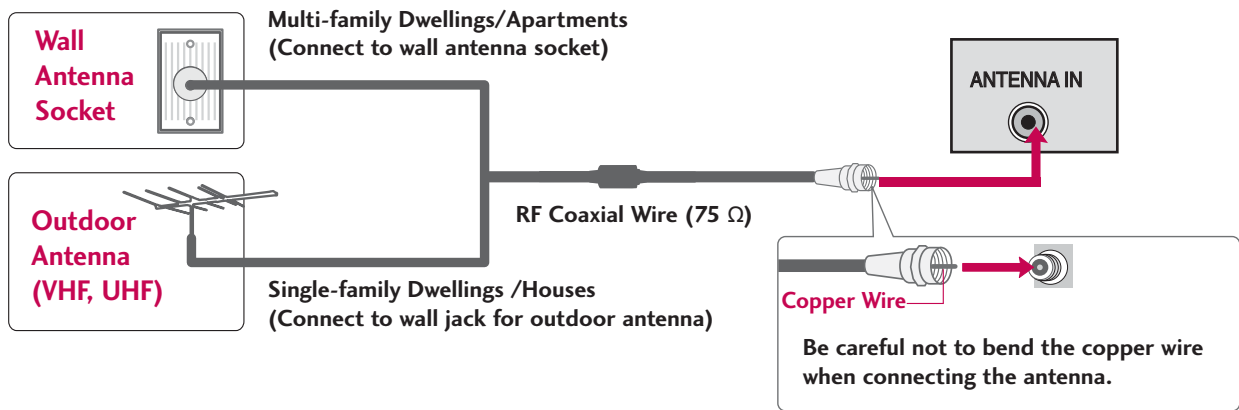 Wall
Antenna
Socket
Multi-family Dwellings/Apartments
(Connect to wall antenna socket)
ANTENNA IN
RF Coaxial Wire (75 Ω)
Outdoor
Antenna
(VHF, UHF)
Single-family Dwellings /Houses
(Connect to wall jack for outdoor antenna)
Copper Wire
Be careful not to bend the copper wire
when connecting the antenna.